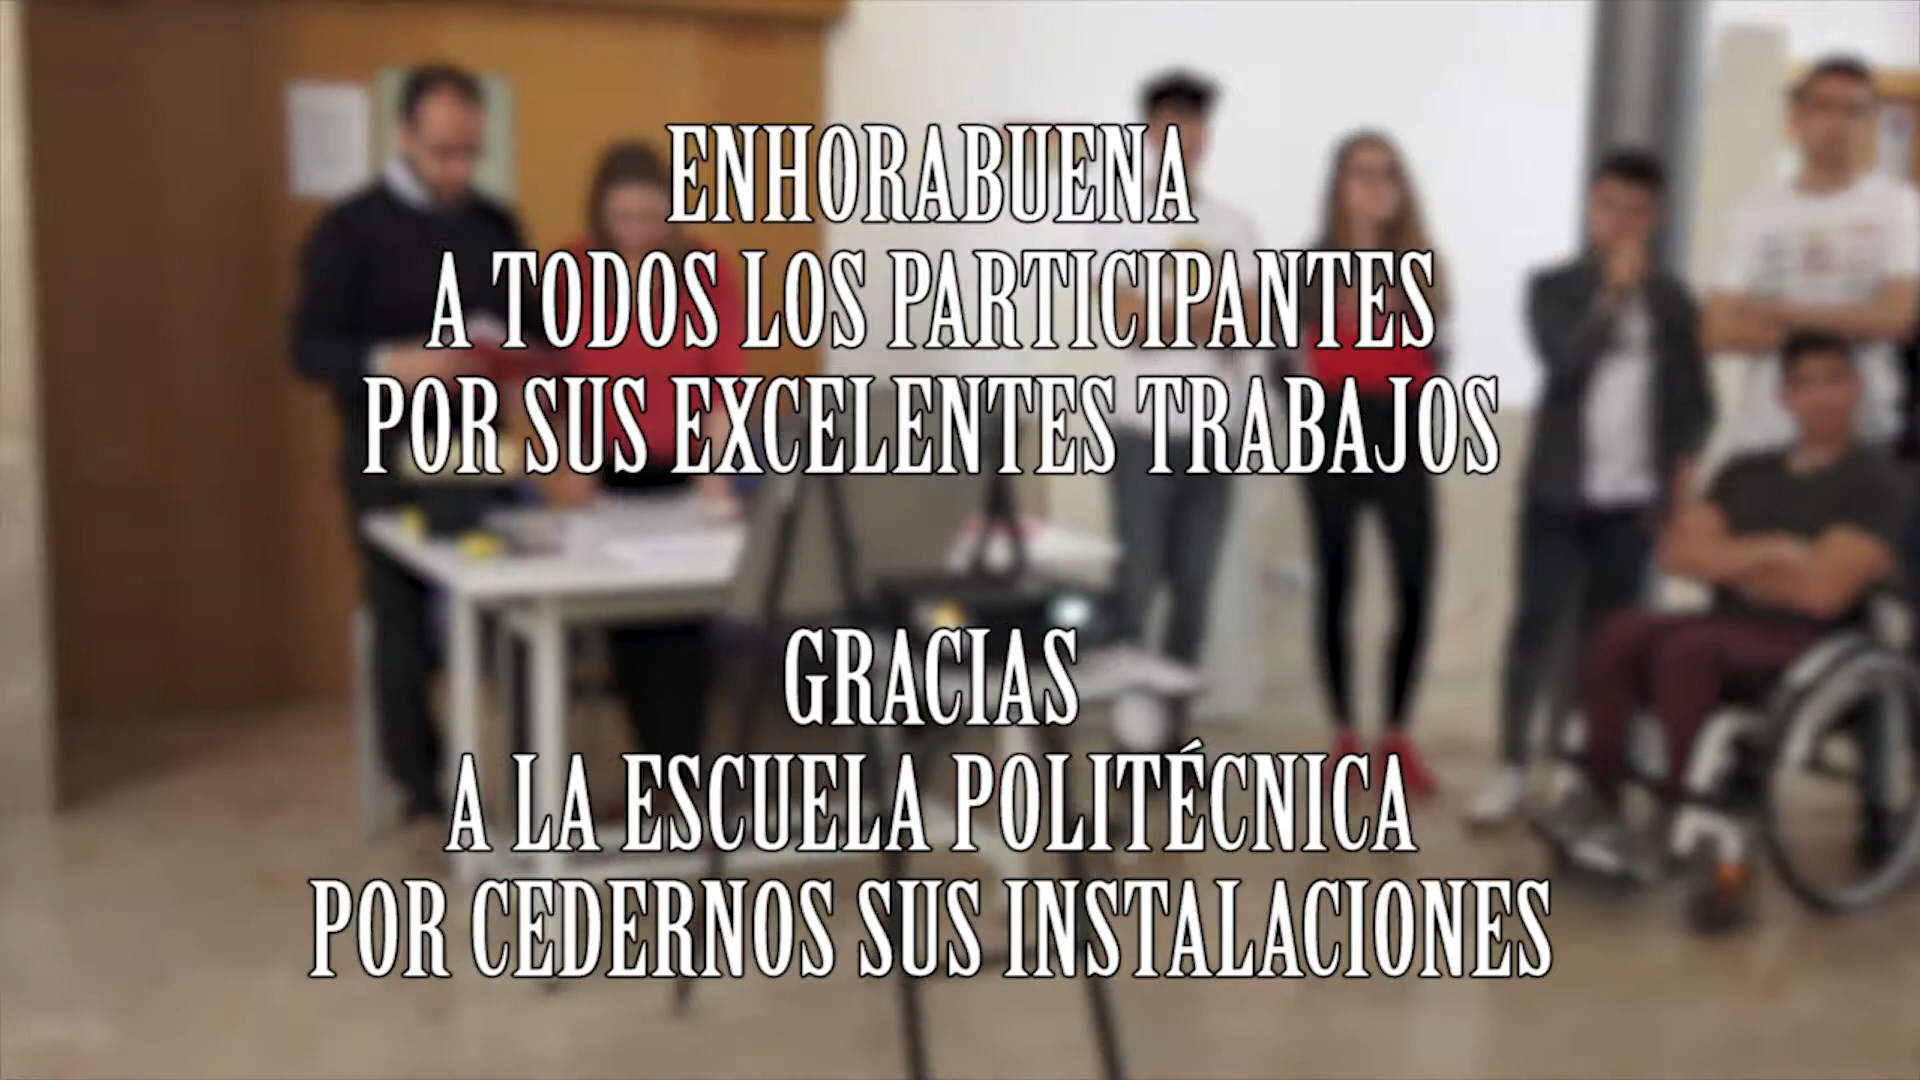 ENHORABUENA
A TODOS LOS PARTICIPANTES
POR SUS EXCELENTES TRABAJOS
GRACIAS
A LA ESCUELA POLITÉCNICA
POR CEDERNOS SUS INSTALACIONES